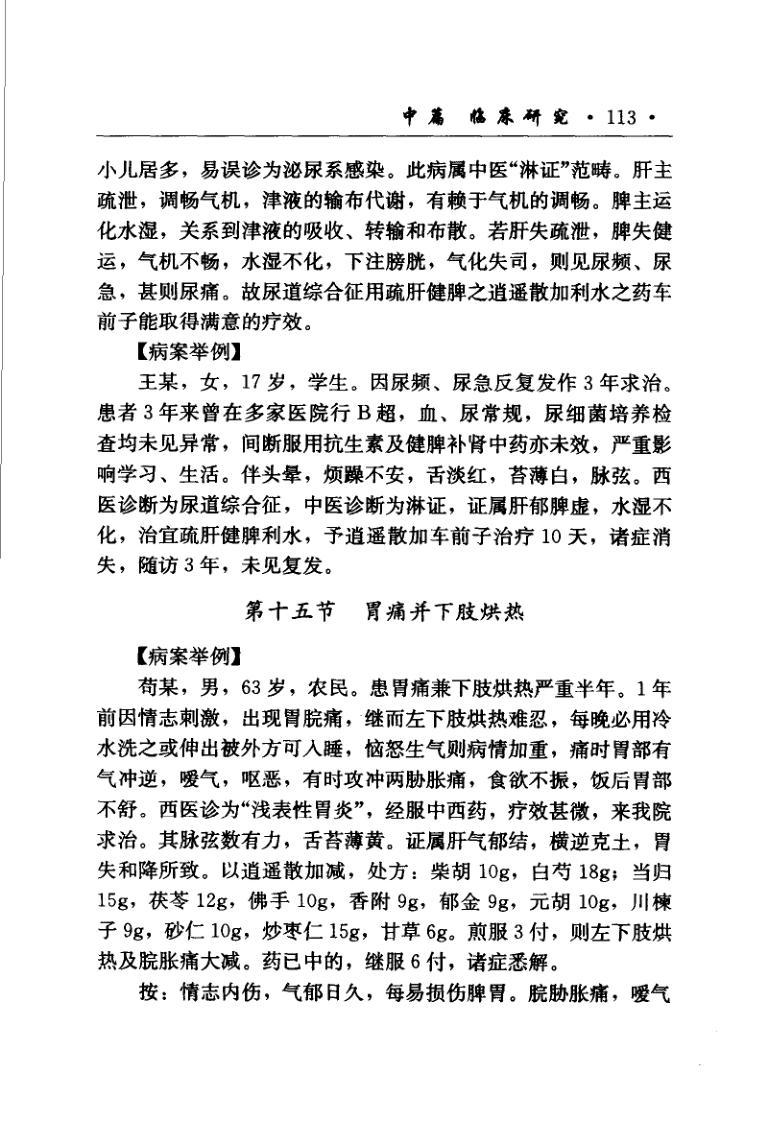 中篇 临床研究 · 113 ·
小儿居多，易误诊为泌尿系感染。此病属中医“淋证”范畴。肝主
疏泄，调畅气机，津液的输布代谢，有赖于气机的调畅。脾主运
化水湿，关系到津液的吸收、转输和布散。若肝失疏泄，脾失健
运，气机不畅，水湿不化，下注膀胱，气化失司，则见尿频、尿
急，甚则尿痛。故尿道综合征用疏肝健脾之逍遥散加利水之药车
前子能取得满意的疗效。
【病案举例】
王某，女，17岁，学生。因尿频、尿急反复发作3年求治。
患者3年来曾在多家医院行B超，血、尿常规，尿细菌培养检
查均未见异常，间断服用抗生素及健脾补肾中药亦未效，严重影
响学习、生活。伴头晕，烦躁不安，舌淡红，苔薄白，脉弦。西
医诊断为尿道综合征，中医诊断为淋证，证属肝郁脾虚，水湿不
化，治宜疏肝健脾利水，予逍遥散加车前子治疗10天，诸症消
失，随访3年，未见复发。
第十五节 胃痛并下肢烘热
【病案举例】
苟某，男，63岁，农民。患胃痛兼下肢烘热严重半年。1年
前因情志刺激，出现胃脘痛，继而左下肢烘热难忍，每晚必用冷
水洗之或伸出被外方可入睡，恼怒生气则病情加重，痛时胃部有
气冲逆，嗳气，呕恶，有时攻冲两胁胀痛，食欲不振，饭后胃部
不舒。西医诊为“浅表性胃炎”，经服中西药，疗效甚微，来我院
求治。其脉弦数有力，舌苔薄黄。证属肝气郁结，横逆克土，胃
失和降所致。以逍遥散加减，处方：柴胡10g，白芍18g；当归
15g，茯苓12g，佛手10g，香附9g，郁金9g，元胡10g，川楝
子9g，砂仁10g，炒枣仁15g，甘草6g。煎服3付，则左下肢烘
热及脘胀痛大减。药已中的，继服6付，诸症悉解。
按：情志内伤，气郁日久，每易损伤脾胃。脘胁胀痛，嗳气